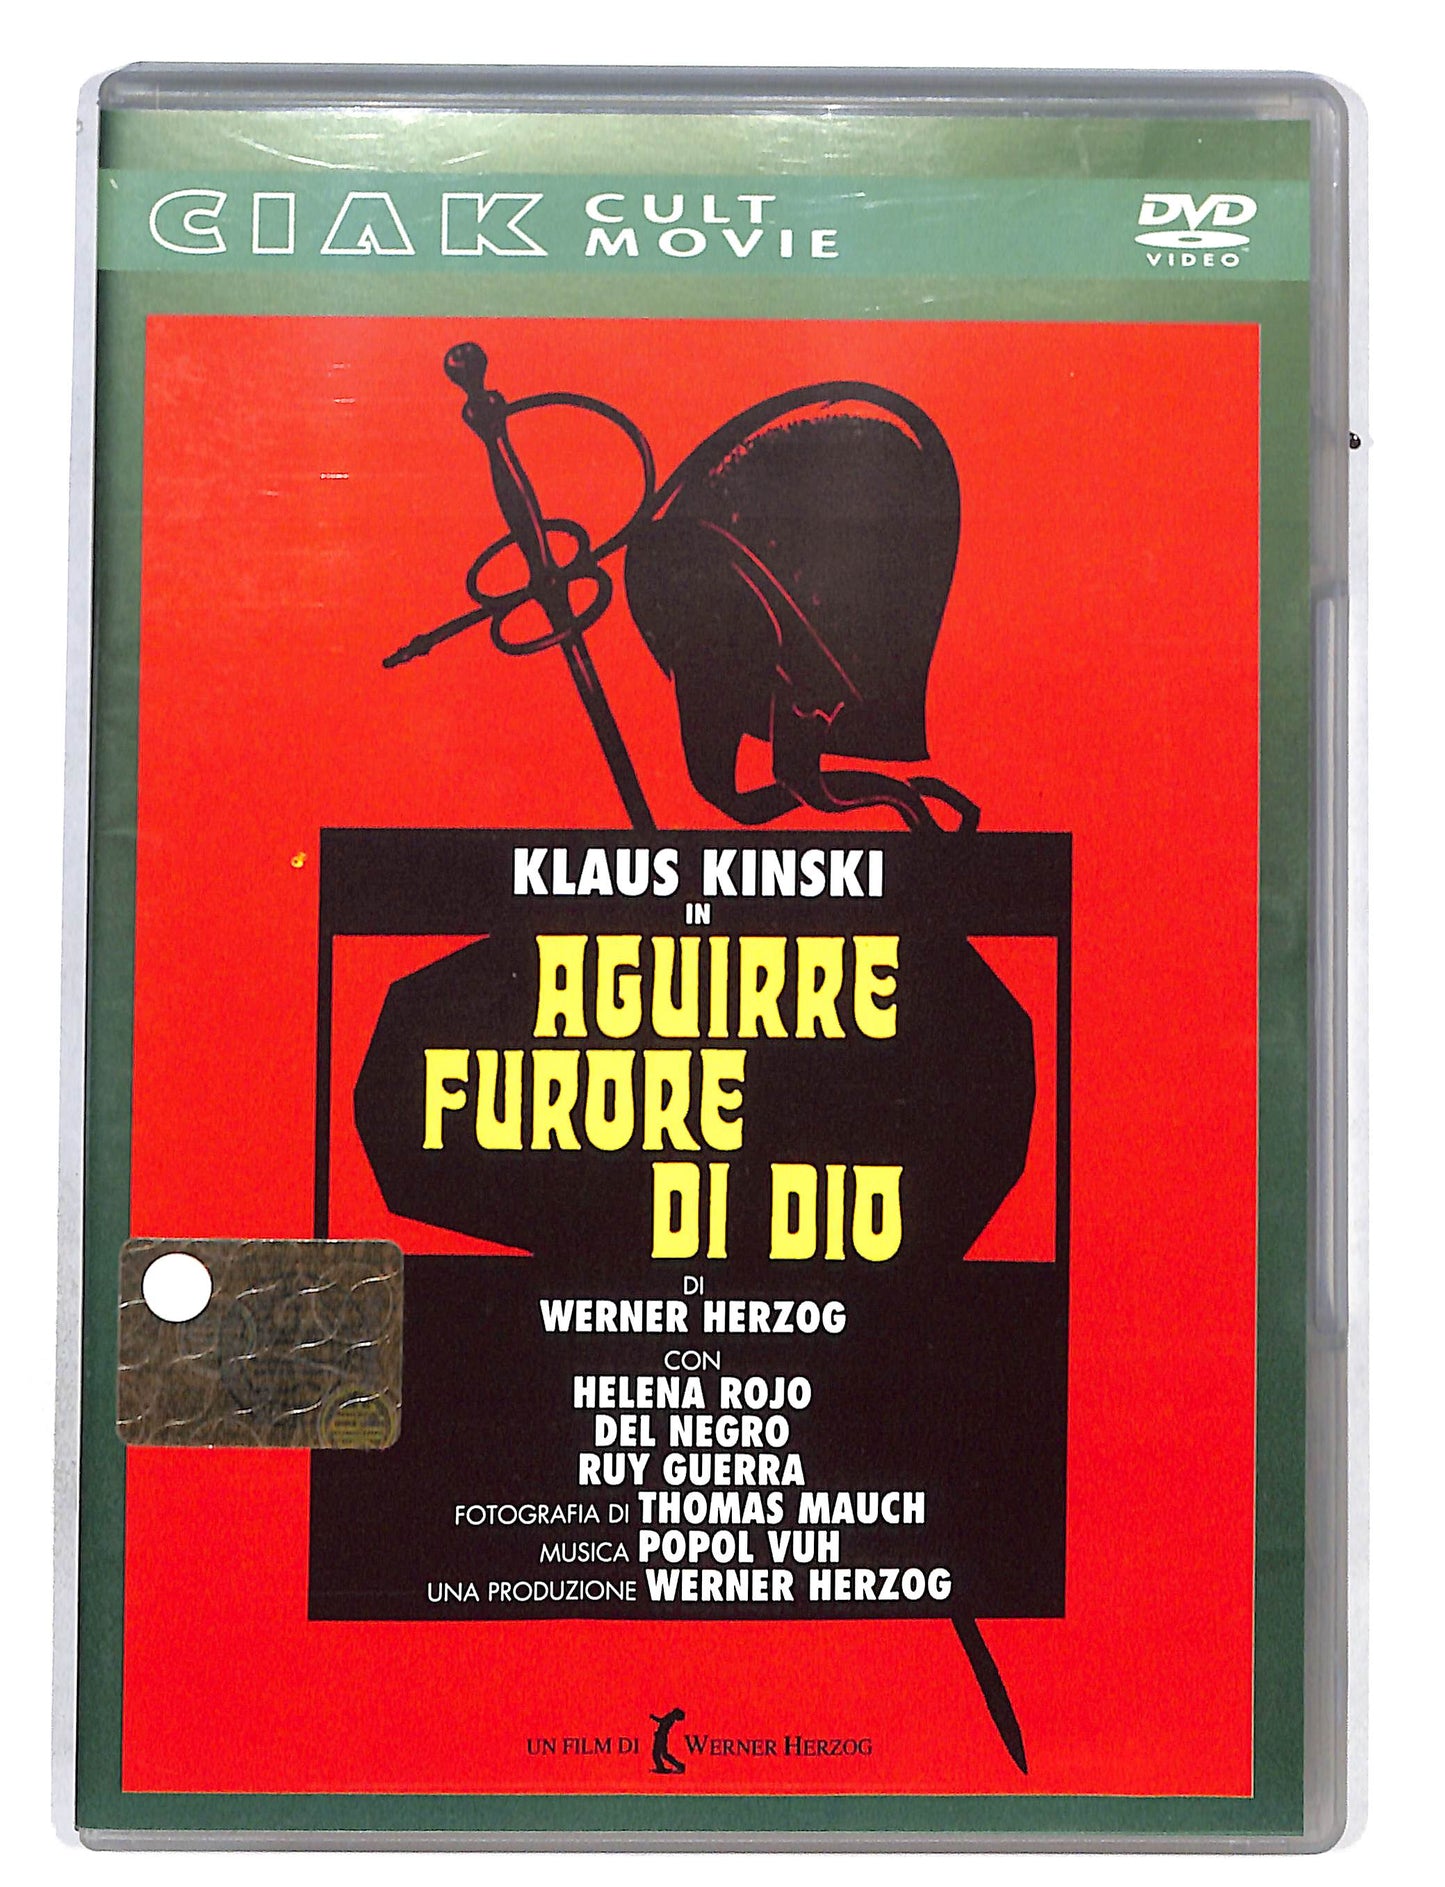 CIAK CULT MOVIE
DVD
VIDEO
KLAUS KINSKI
IN
AGUIRRE
FURORE
DI DIO
DI
WERNER HERZOG
CON
HELENA ROJO
DEL NEGRO
RUY GUERRA
FOTOGRAFIA DI THOMAS MAUCH
MUSICA POPOL VUH
UNA PRODUZIONE WERNER HERZOG
UN FILM DI WERNER HERZOG